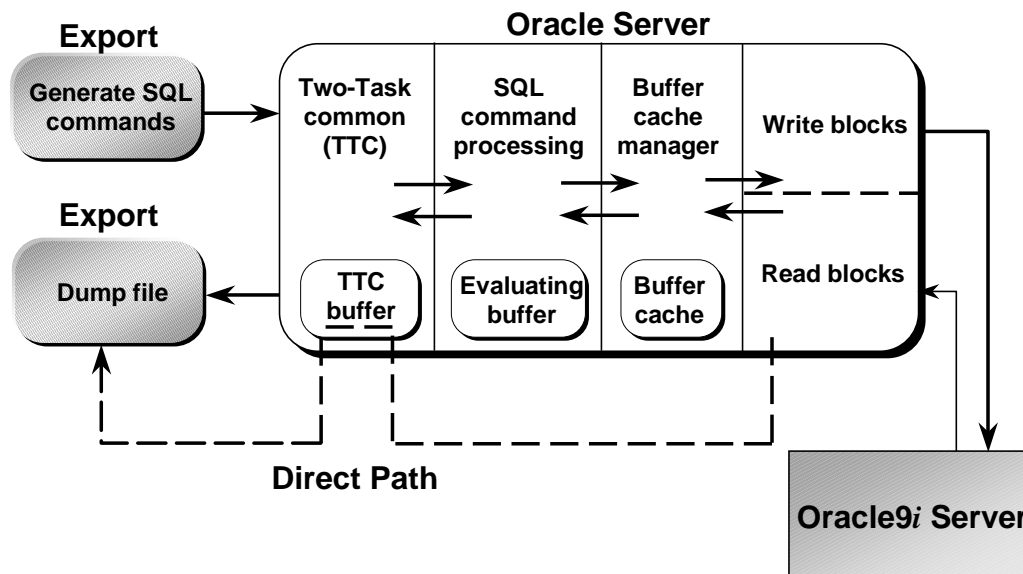 Export
Oracle Server
Generate SQL
commands
Two-Task
common
(TTC)
SQL
command
processing
Buffer
cache
manager
Write blocks
Export
Dump file
TTC
buffer
Evaluating
buffer
Buffer
cache
Read blocks
Direct Path
Oracle9i Server